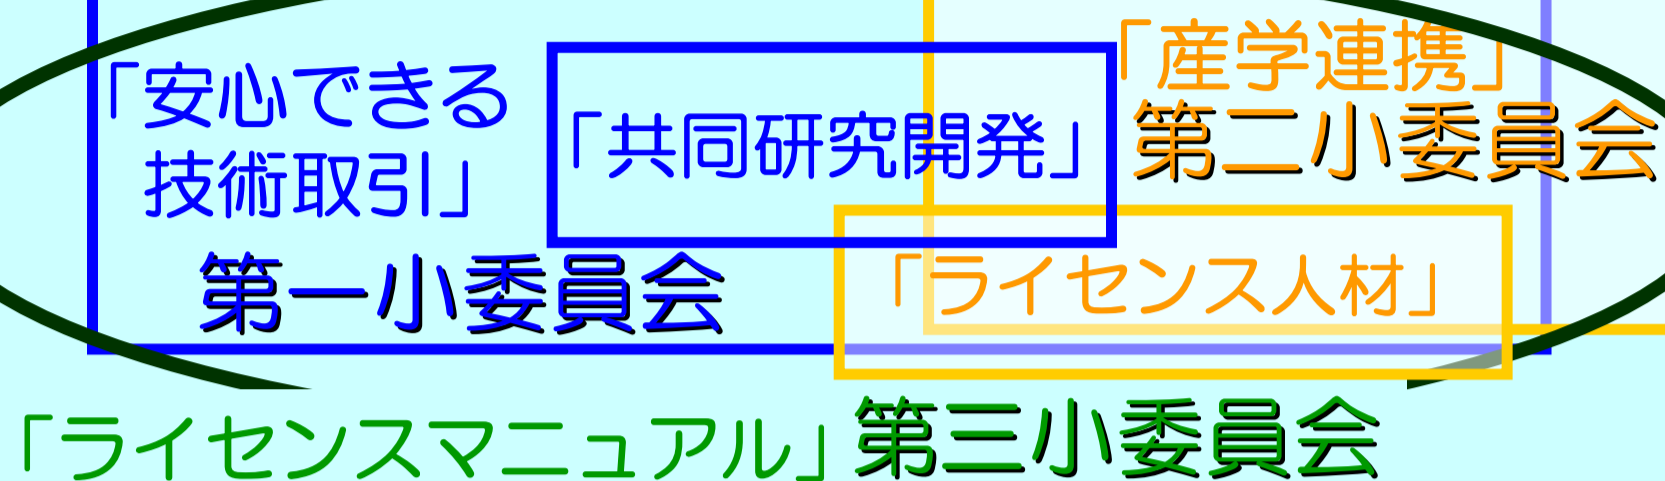 「安心できる
技術取引」
第一小委員会
「共同研究開発」
「産学連携」
第二小委員会
「ライセンス人材」
「ライセンスマニュアル」第三小委員会